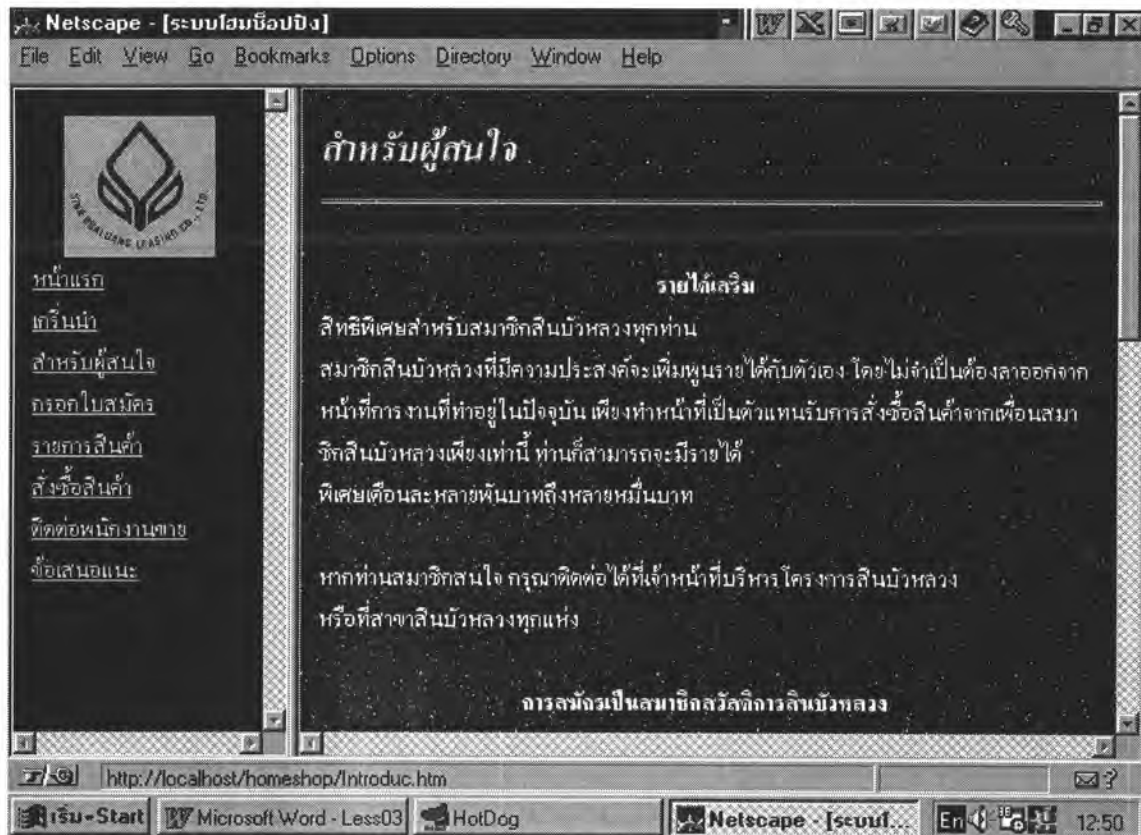 Netscape - [ระบบโฮมช็อปปิง]
File Edit View Go Bookmarks Options Directory Window Help
SINN BUALUANG LEASING CO., LTD.
หน้าแรก
เกริ่นนำ
สำหรับผู้สนใจ
กรอกใบสมัคร
รายการสินค้า
สั่งซื้อสินค้า
ติดต่อพนักงานขาย
ข้อเสนอแนะ
สำหรับผู้สนใจ
รายได้เสริม
สิทธิพิเศษสำหรับสมาชิกสินบัวหลวงทุกท่าน
สมาชิกสินบัวหลวงที่มีความประสงค์จะเพิ่มพูนรายได้กับตัวเอง โดยไม่จำเป็นต้องลาออกจาก
หน้าที่การงานที่ทำอยู่ในปัจจุบัน เพียงทำหน้าที่เป็นตัวแทนรับการสั่งซื้อสินค้าจากเพื่อนสมา
ชิกสินบัวหลวงเพียงเท่านี้ ท่านก็สามารถจะมีรายได้
พิเศษเดือนละหลายพันบาทถึงหลายหมื่นบาท
หากท่านสมาชิกสนใจ กรุณาติดต่อได้ที่เจ้าหน้าที่บริหารโครงการสินบัวหลวง
หรือที่สาขาสินบัวหลวงทุกแห่ง
การสมัครเป็นสมาชิกสวัสดิการสินบัวหลวง
http://localhost/homeshop/Introduc.htm
เริ่ม-Start Microsoft Word - Less03 HotDog Netscape - [ระบบโ... En 12:50